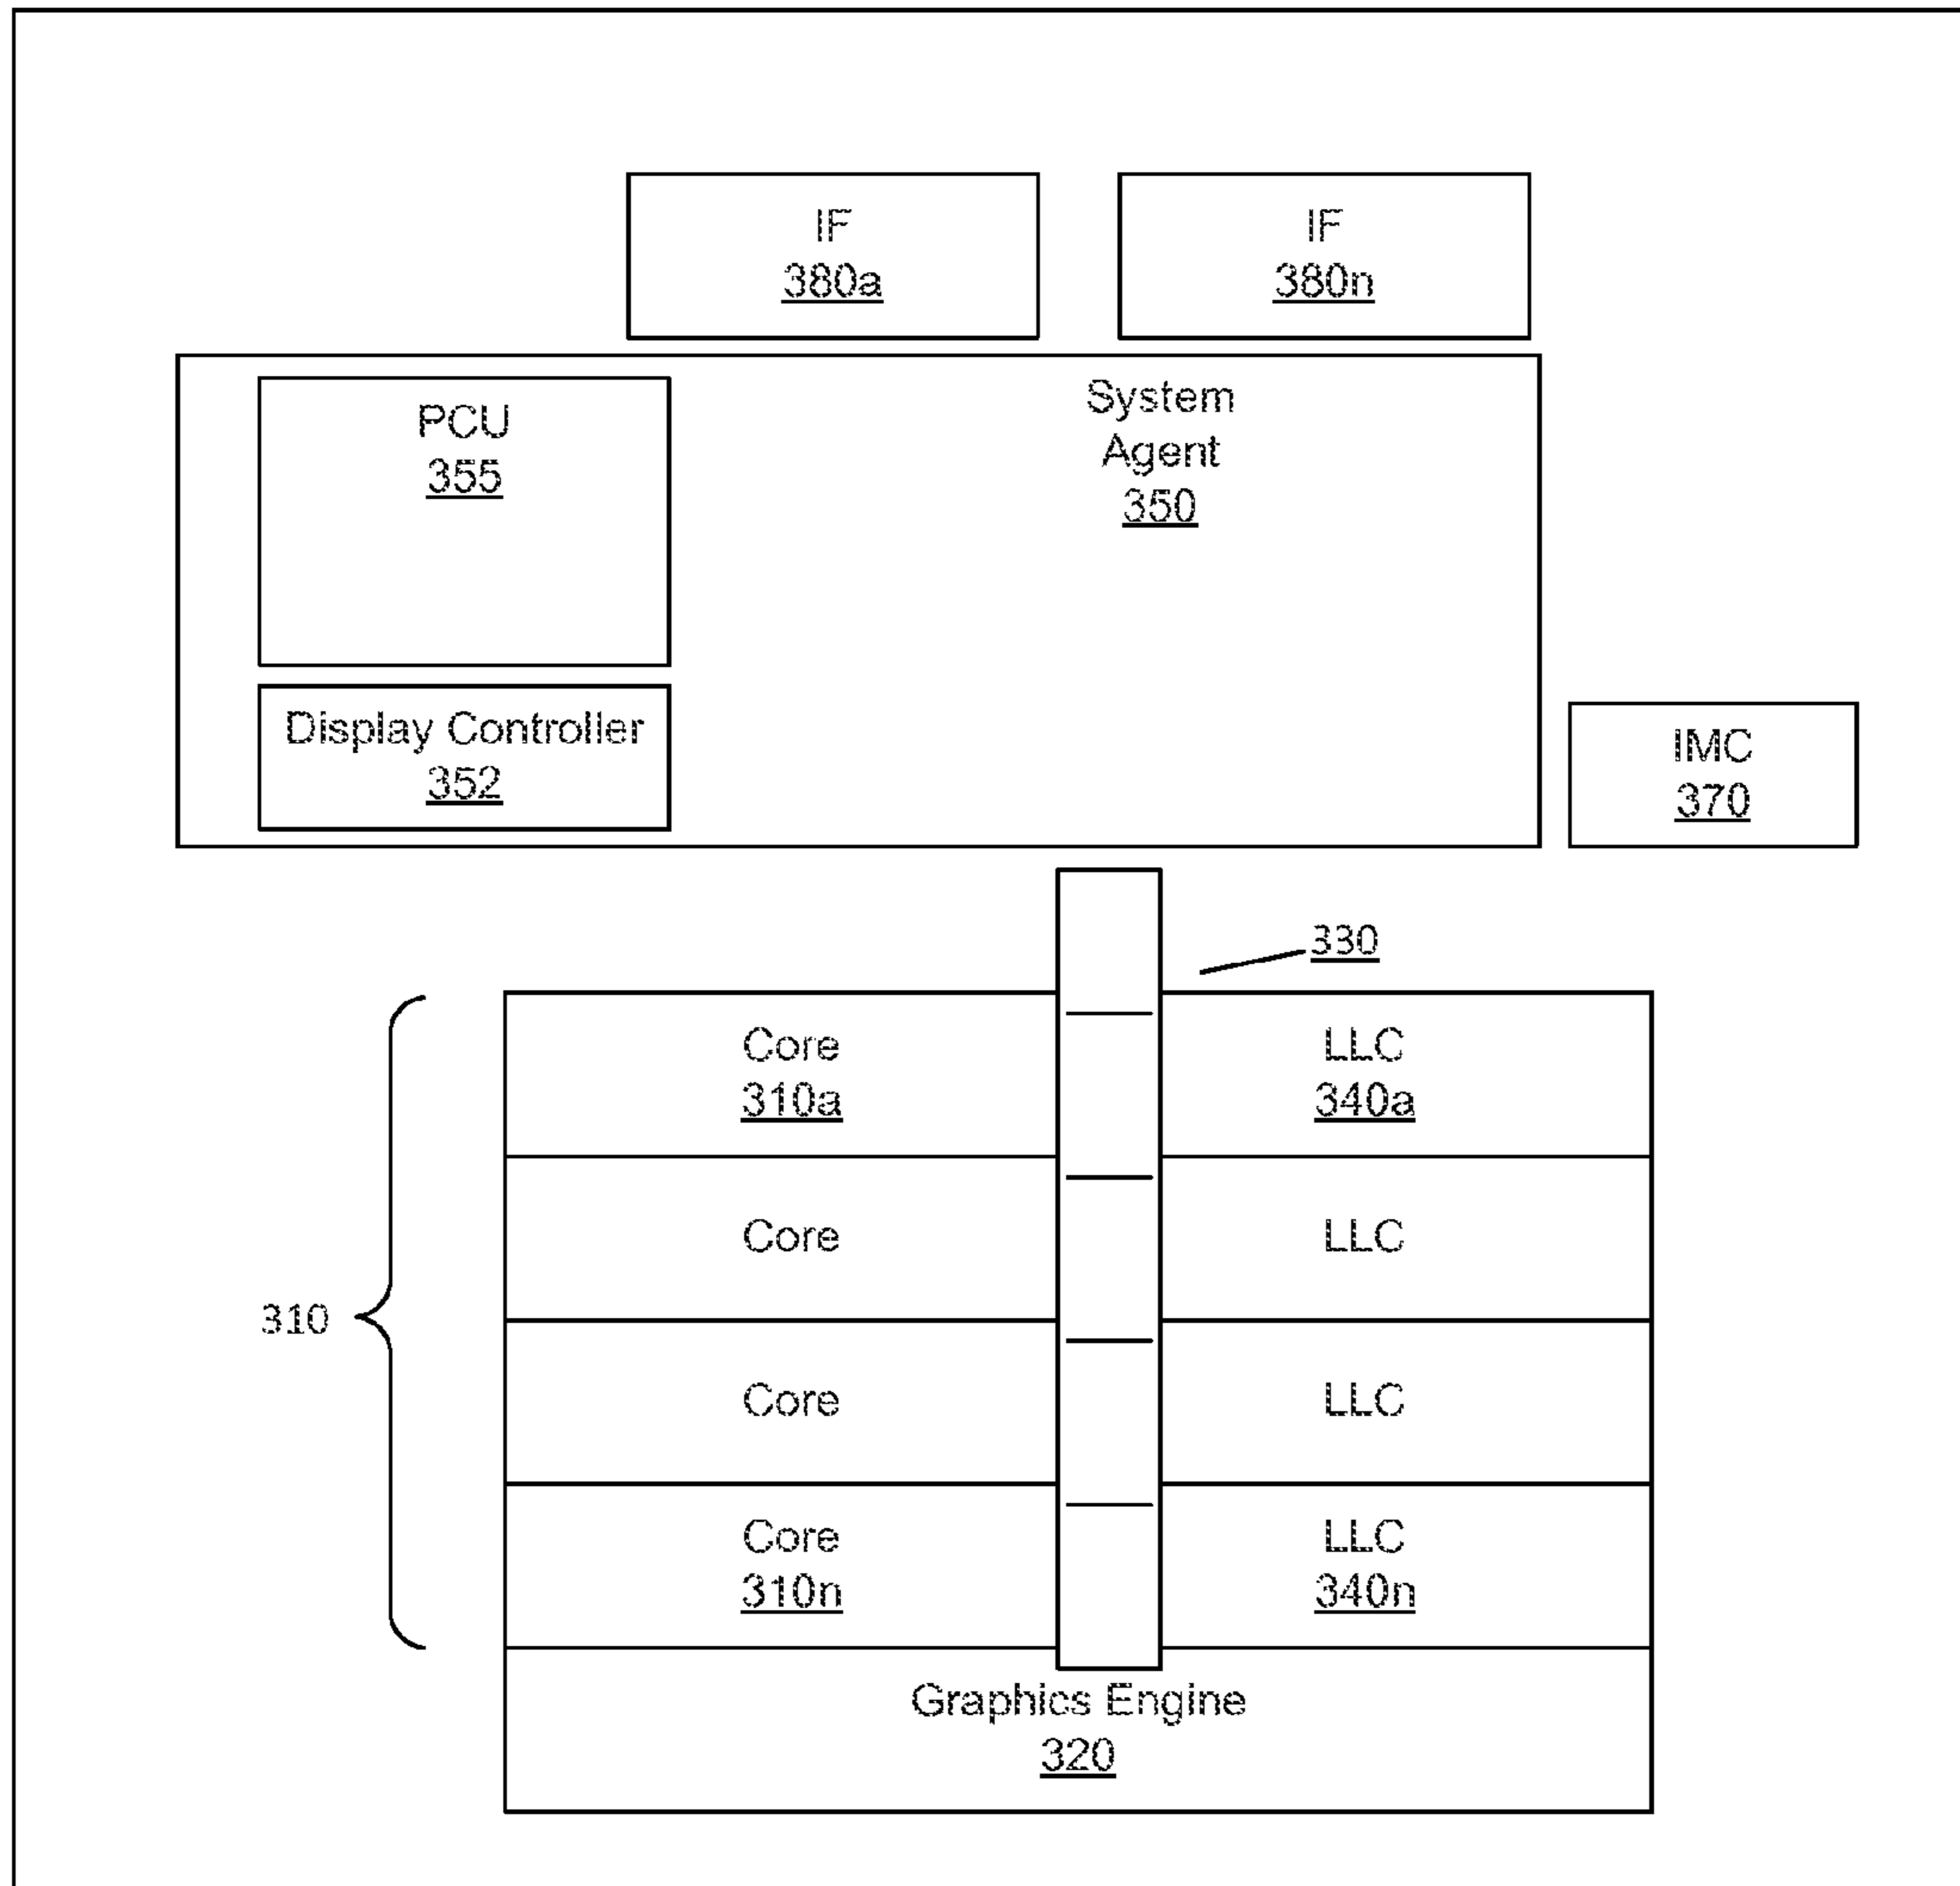 IF
380a
IF
380n
PCU
355
System
Agent
350
Display Controller
352
IMC
370
330
Core
310a
LLC
340a
Core
LLC
310
Core
LLC
Core
310n
LLC
340n
Graphics Engine
320